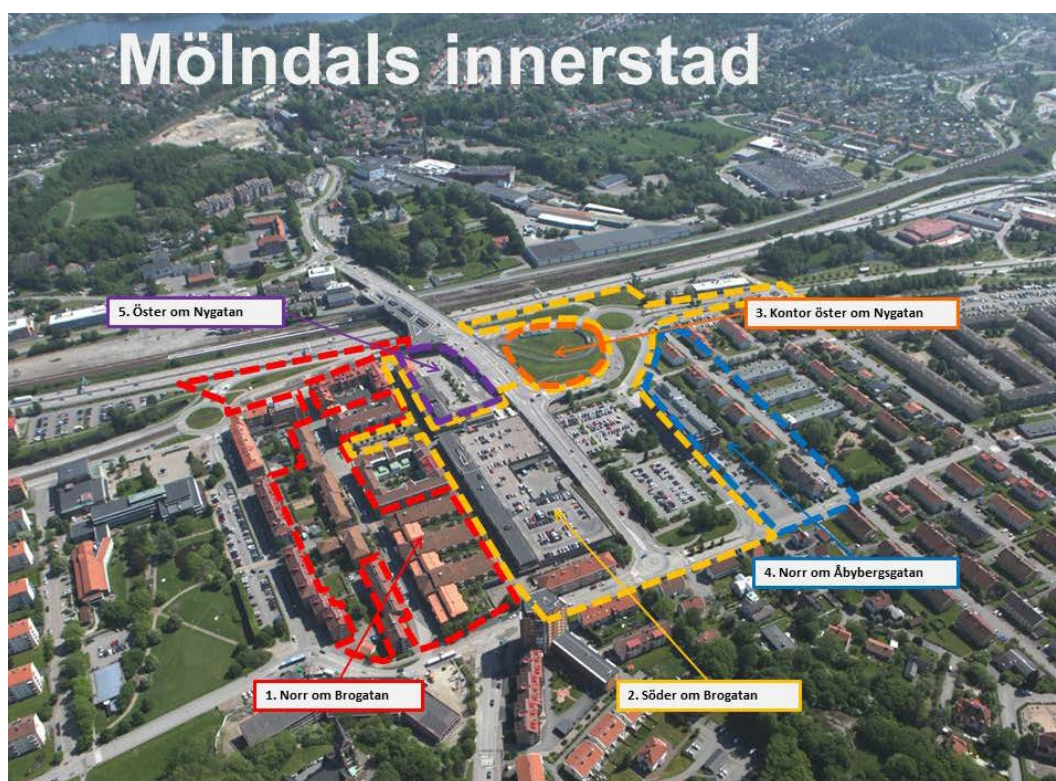 Mölndals innerstad
5. Öster om Nygatan
3. Kontor öster om Nygatan
4. Norr om Åbybergsgatan
1. Norr om Brogatan
2. Söder om Brogatan